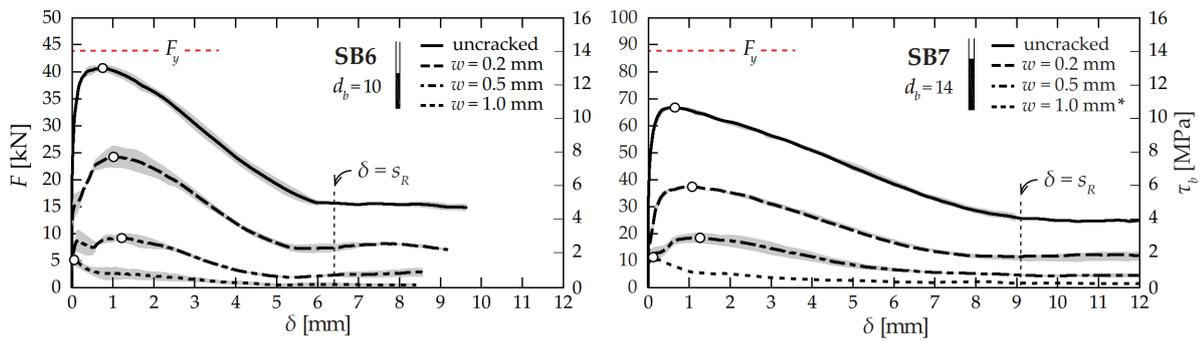 50
45
40
35
30
25
20
15
10
5
0
F [kN]
F_y
SB6
d_b = 10
uncracked
w = 0.2 mm
w = 0.5 mm
w = 1.0 mm
δ = s_R
16
14
12
10
8
6
4
2
0
0 1 2 3 4 5 6 7 8 9 10 11 12
δ [mm]
100
90
80
70
60
50
40
30
20
10
0
F_y
SB7
d_b = 14
uncracked
w = 0.2 mm
w = 0.5 mm
w = 1.0 mm*
δ = s_R
16
14
12
10
8
6
4
2
0
τ_b [MPa]
0 1 2 3 4 5 6 7 8 9 10 11 12
δ [mm]